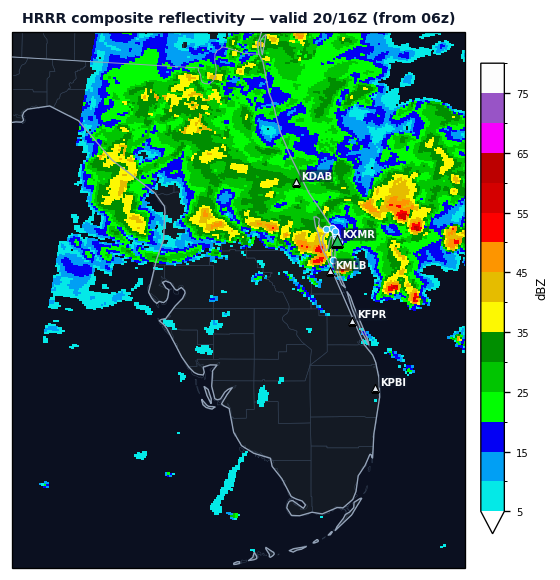 HRRR composite reflectivity — valid 20/16Z (from 06z)
KDAB
KXMR
KMLB
KFPR
KPBI
75
65
55
45
35
25
15
5
dBZ